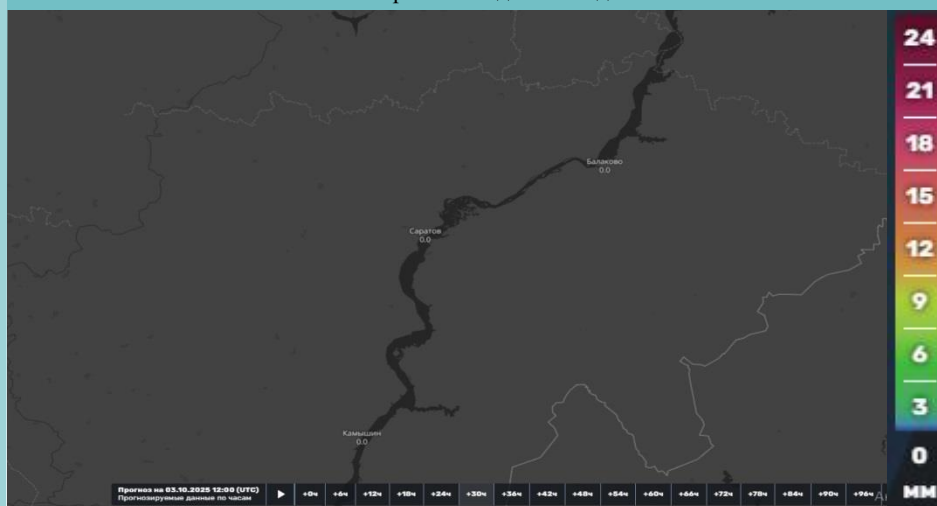 Балаково
0.0
Саратов
0.0
Камышин
0.0
Прогноз на 03.10.2025 12:00 (UTC)
Прогнозируемые данные по часам
+0ч +6ч +12ч +18ч +24ч +30ч +36ч +42ч +48ч +54ч +60ч +66ч +72ч +78ч +84ч +90ч +96ч
24
21
18
15
12
9
6
3
0
ММ